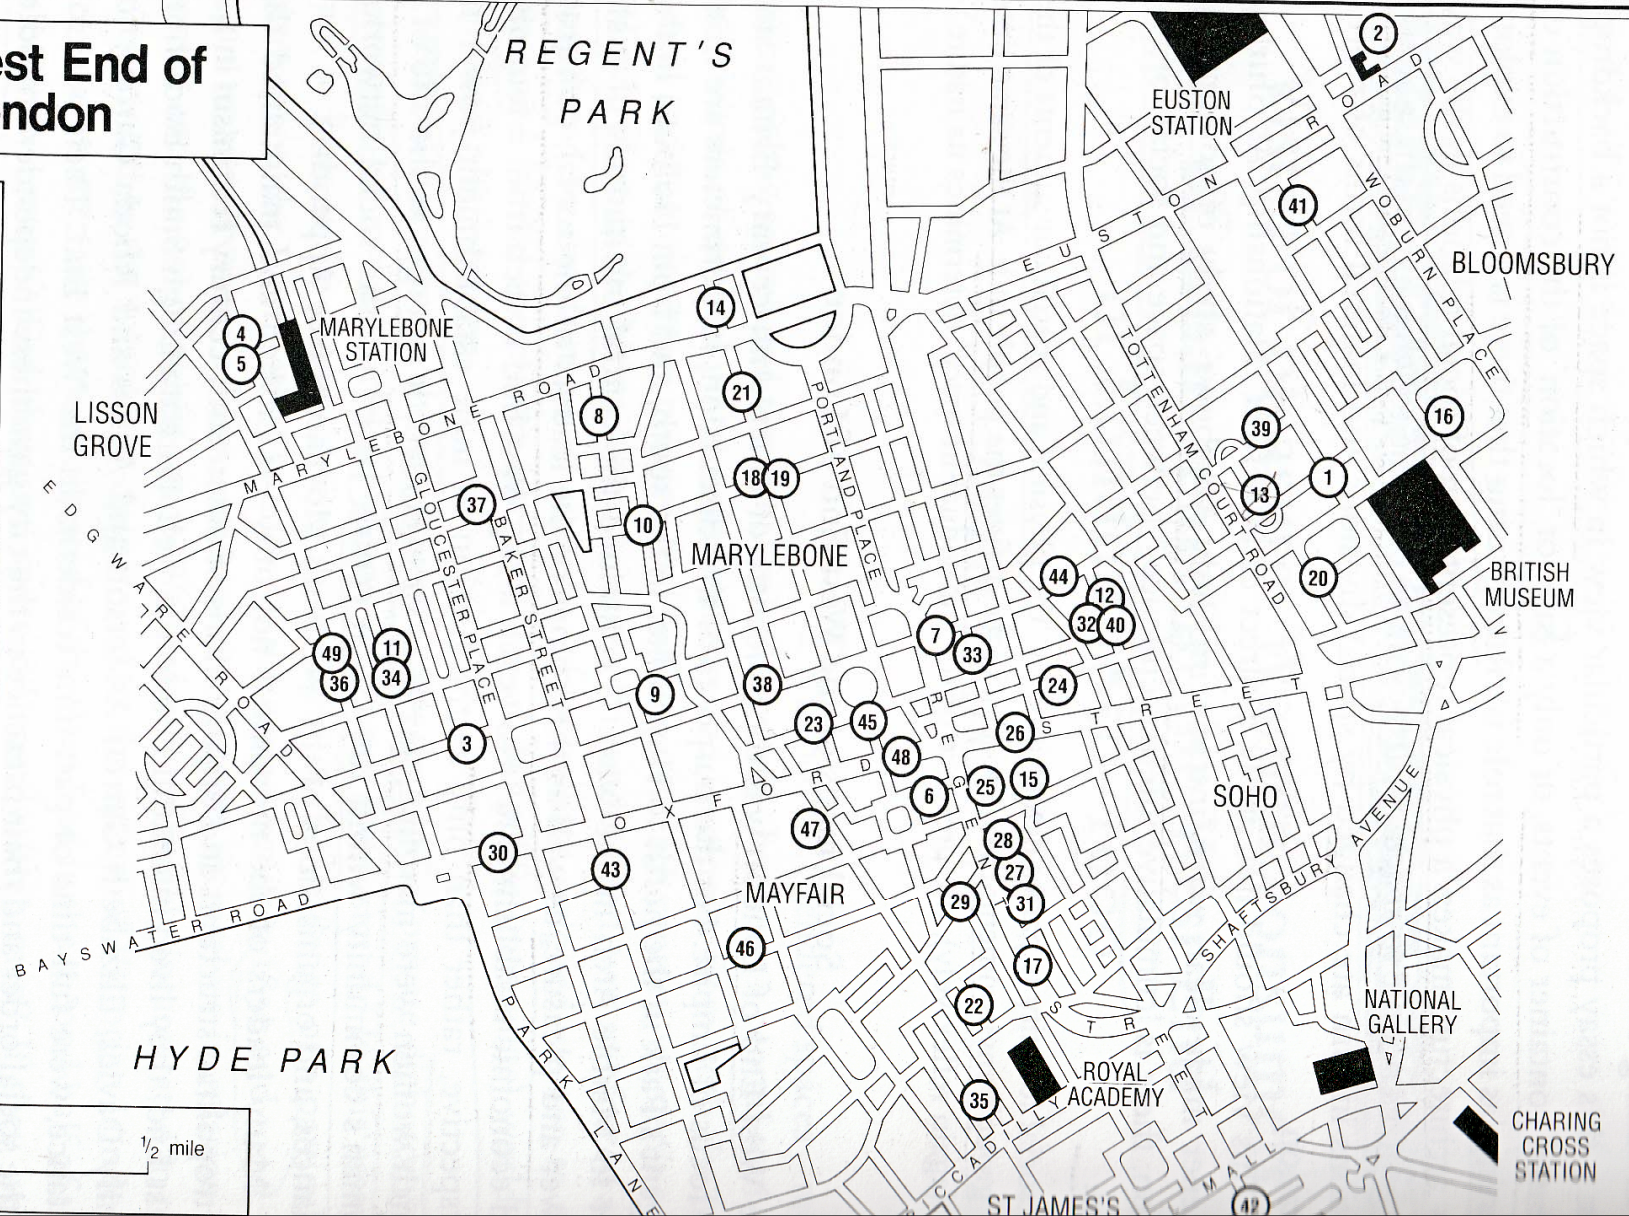 est End of
ndon
REGENT'S
PARK
2
EUSTON
STATION
EUSTON ROAD
41
WOBURN PLACE
BLOOMSBURY
14
4
5
MARYLEBONE
STATION
LISSON
GROVE
MARYLEBONE ROAD
8
21
PORTLAND PLACE
TOTTENHAM COURT ROAD
39
16
18
19
13
1
37
GLOUCESTER PLACE
BAKER STREET
10
MARYLEBONE
EDGWARE ROAD
44
12
32
40
20
BRITISH
MUSEUM
49
36
11
34
7
33
9
38
24
3
23
45
26
48
25
15
6
OXFORD STREET
REGENT STREET
SOHO
47
30
43
28
27
31
29
MAYFAIR
SHAFTSBURY AVENUE
BAYSWATER ROAD
46
17
22
PARK LANE
NATIONAL
GALLERY
HYDE PARK
ROYAL
ACADEMY
35
CCADILLY
CHARING
CROSS
STATION
1/2 mile
MALL
ST JAMES'S
42